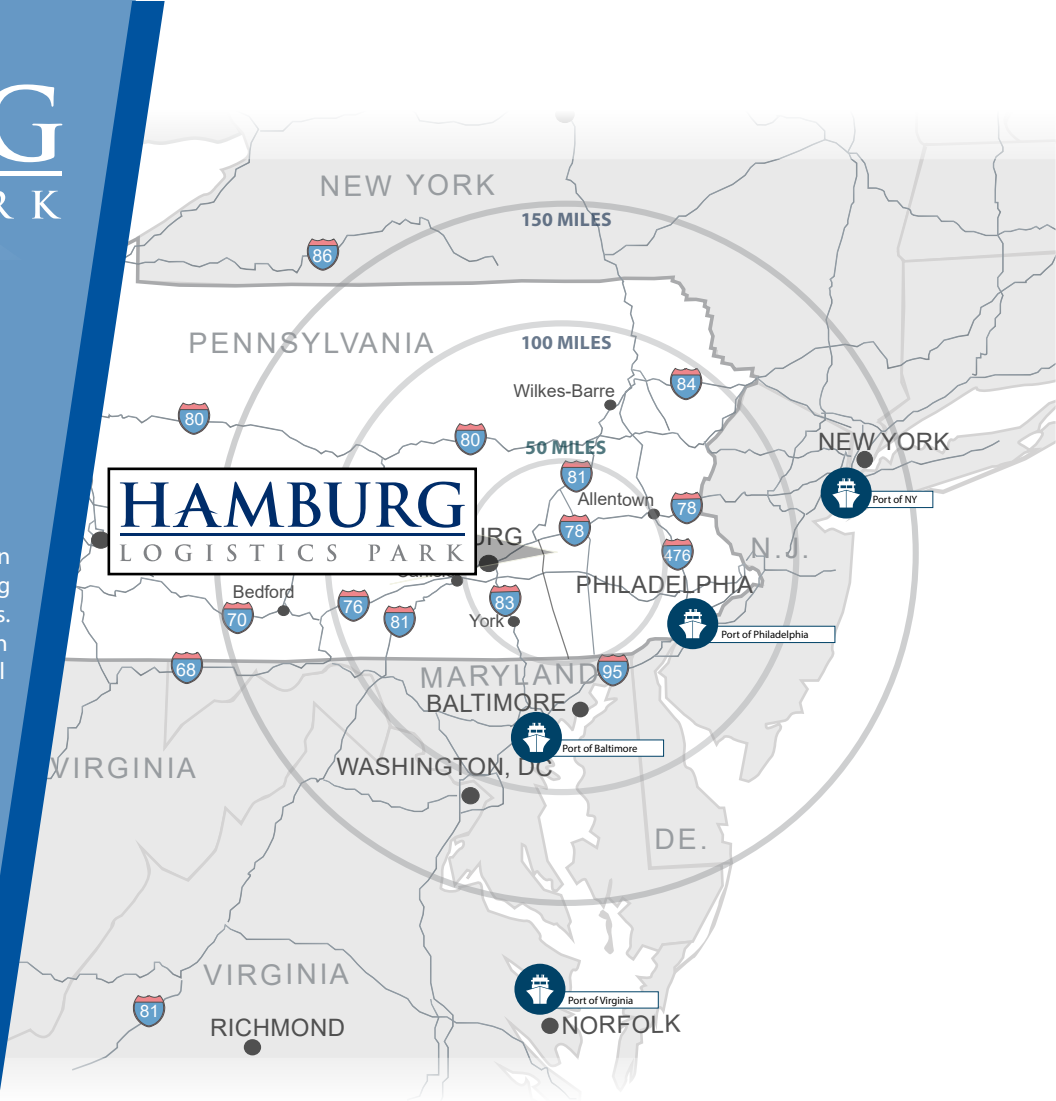 G
RK
n
g
s.
n
l
NEW YORK
150 MILES
86
PENNSYLVANIA
100 MILES
Wilkes-Barre
84
80
80
NEW YORK
50 MILES
81
Port of NY
Allentown
78
HAMBURG
LOGISTICS PARK
78
URG
476
N.J.
PHILADELPHIA
Bedford
76
83
70
81
York
Port of Philadelphia
68
MARYLAND
95
BALTIMORE
Port of Baltimore
VIRGINIA
WASHINGTON, DC
DE.
VIRGINIA
Port of Virginia
81
NORFOLK
RICHMOND